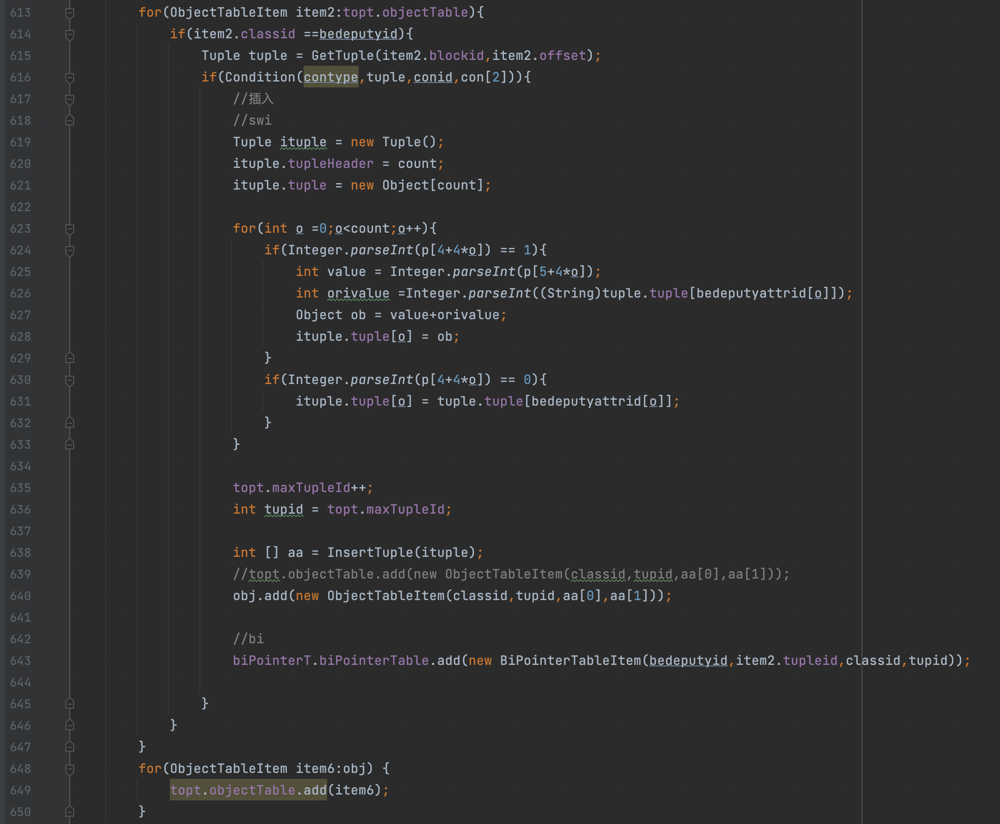 613 for(ObjectTableItem item2:topt.objectTable){
614 if(item2.classid ==bedeputyid){
615 Tuple tuple = GetTuple(item2.blockid,item2.offset);
616 if(Condition(contype,tuple,conid,con[2])){
617 //插入
618 //swi
619 Tuple ituple = new Tuple();
620 ituple.tupleHeader = count;
621 ituple.tuple = new Object[count];
622
623 for(int o =0;o<count;o++){
624 if(Integer.parseInt(p[4+4*o]) == 1){
625 int value = Integer.parseInt(p[5+4*o]);
626 int orivalue =Integer.parseInt((String)tuple.tuple[bedeputyattrid[o]]);
627 Object ob = value+orivalue;
628 ituple.tuple[o] = ob;
629 }
630 if(Integer.parseInt(p[4+4*o]) == 0){
631 ituple.tuple[o] = tuple.tuple[bedeputyattrid[o]];
632 }
633 }
634
635 topt.maxTupleId++;
636 int tupid = topt.maxTupleId;
637
638 int [] aa = InsertTuple(ituple);
639 //topt.objectTable.add(new ObjectTableItem(classid,tupid,aa[0],aa[1]));
640 obj.add(new ObjectTableItem(classid,tupid,aa[0],aa[1]));
641
642 //bi
643 biPointerT.biPointerTable.add(new BiPointerTableItem(bedeputyid,item2.tupleid,classid,tupid));
644
645 }
646 }
647 }
648 for(ObjectTableItem item6:obj) {
649 topt.objectTable.add(item6);
650 }